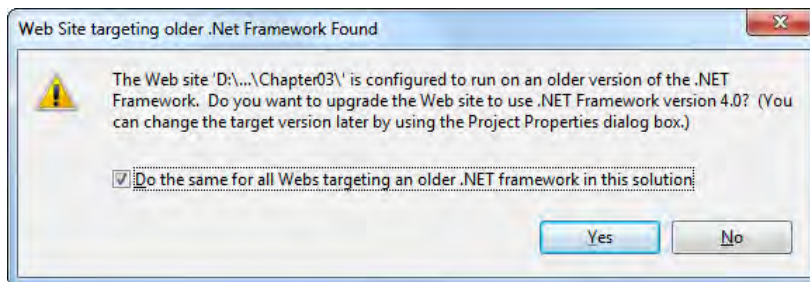 Web Site targeting older .Net Framework Found
The Web site 'D:\...\Chapter03\' is configured to run on an older version of the .NET
Framework. Do you want to upgrade the Web site to use .NET Framework version 4.0? (You
can change the target version later by using the Project Properties dialog box.)
Do the same for all Webs targeting an older .NET framework in this solution
Yes No